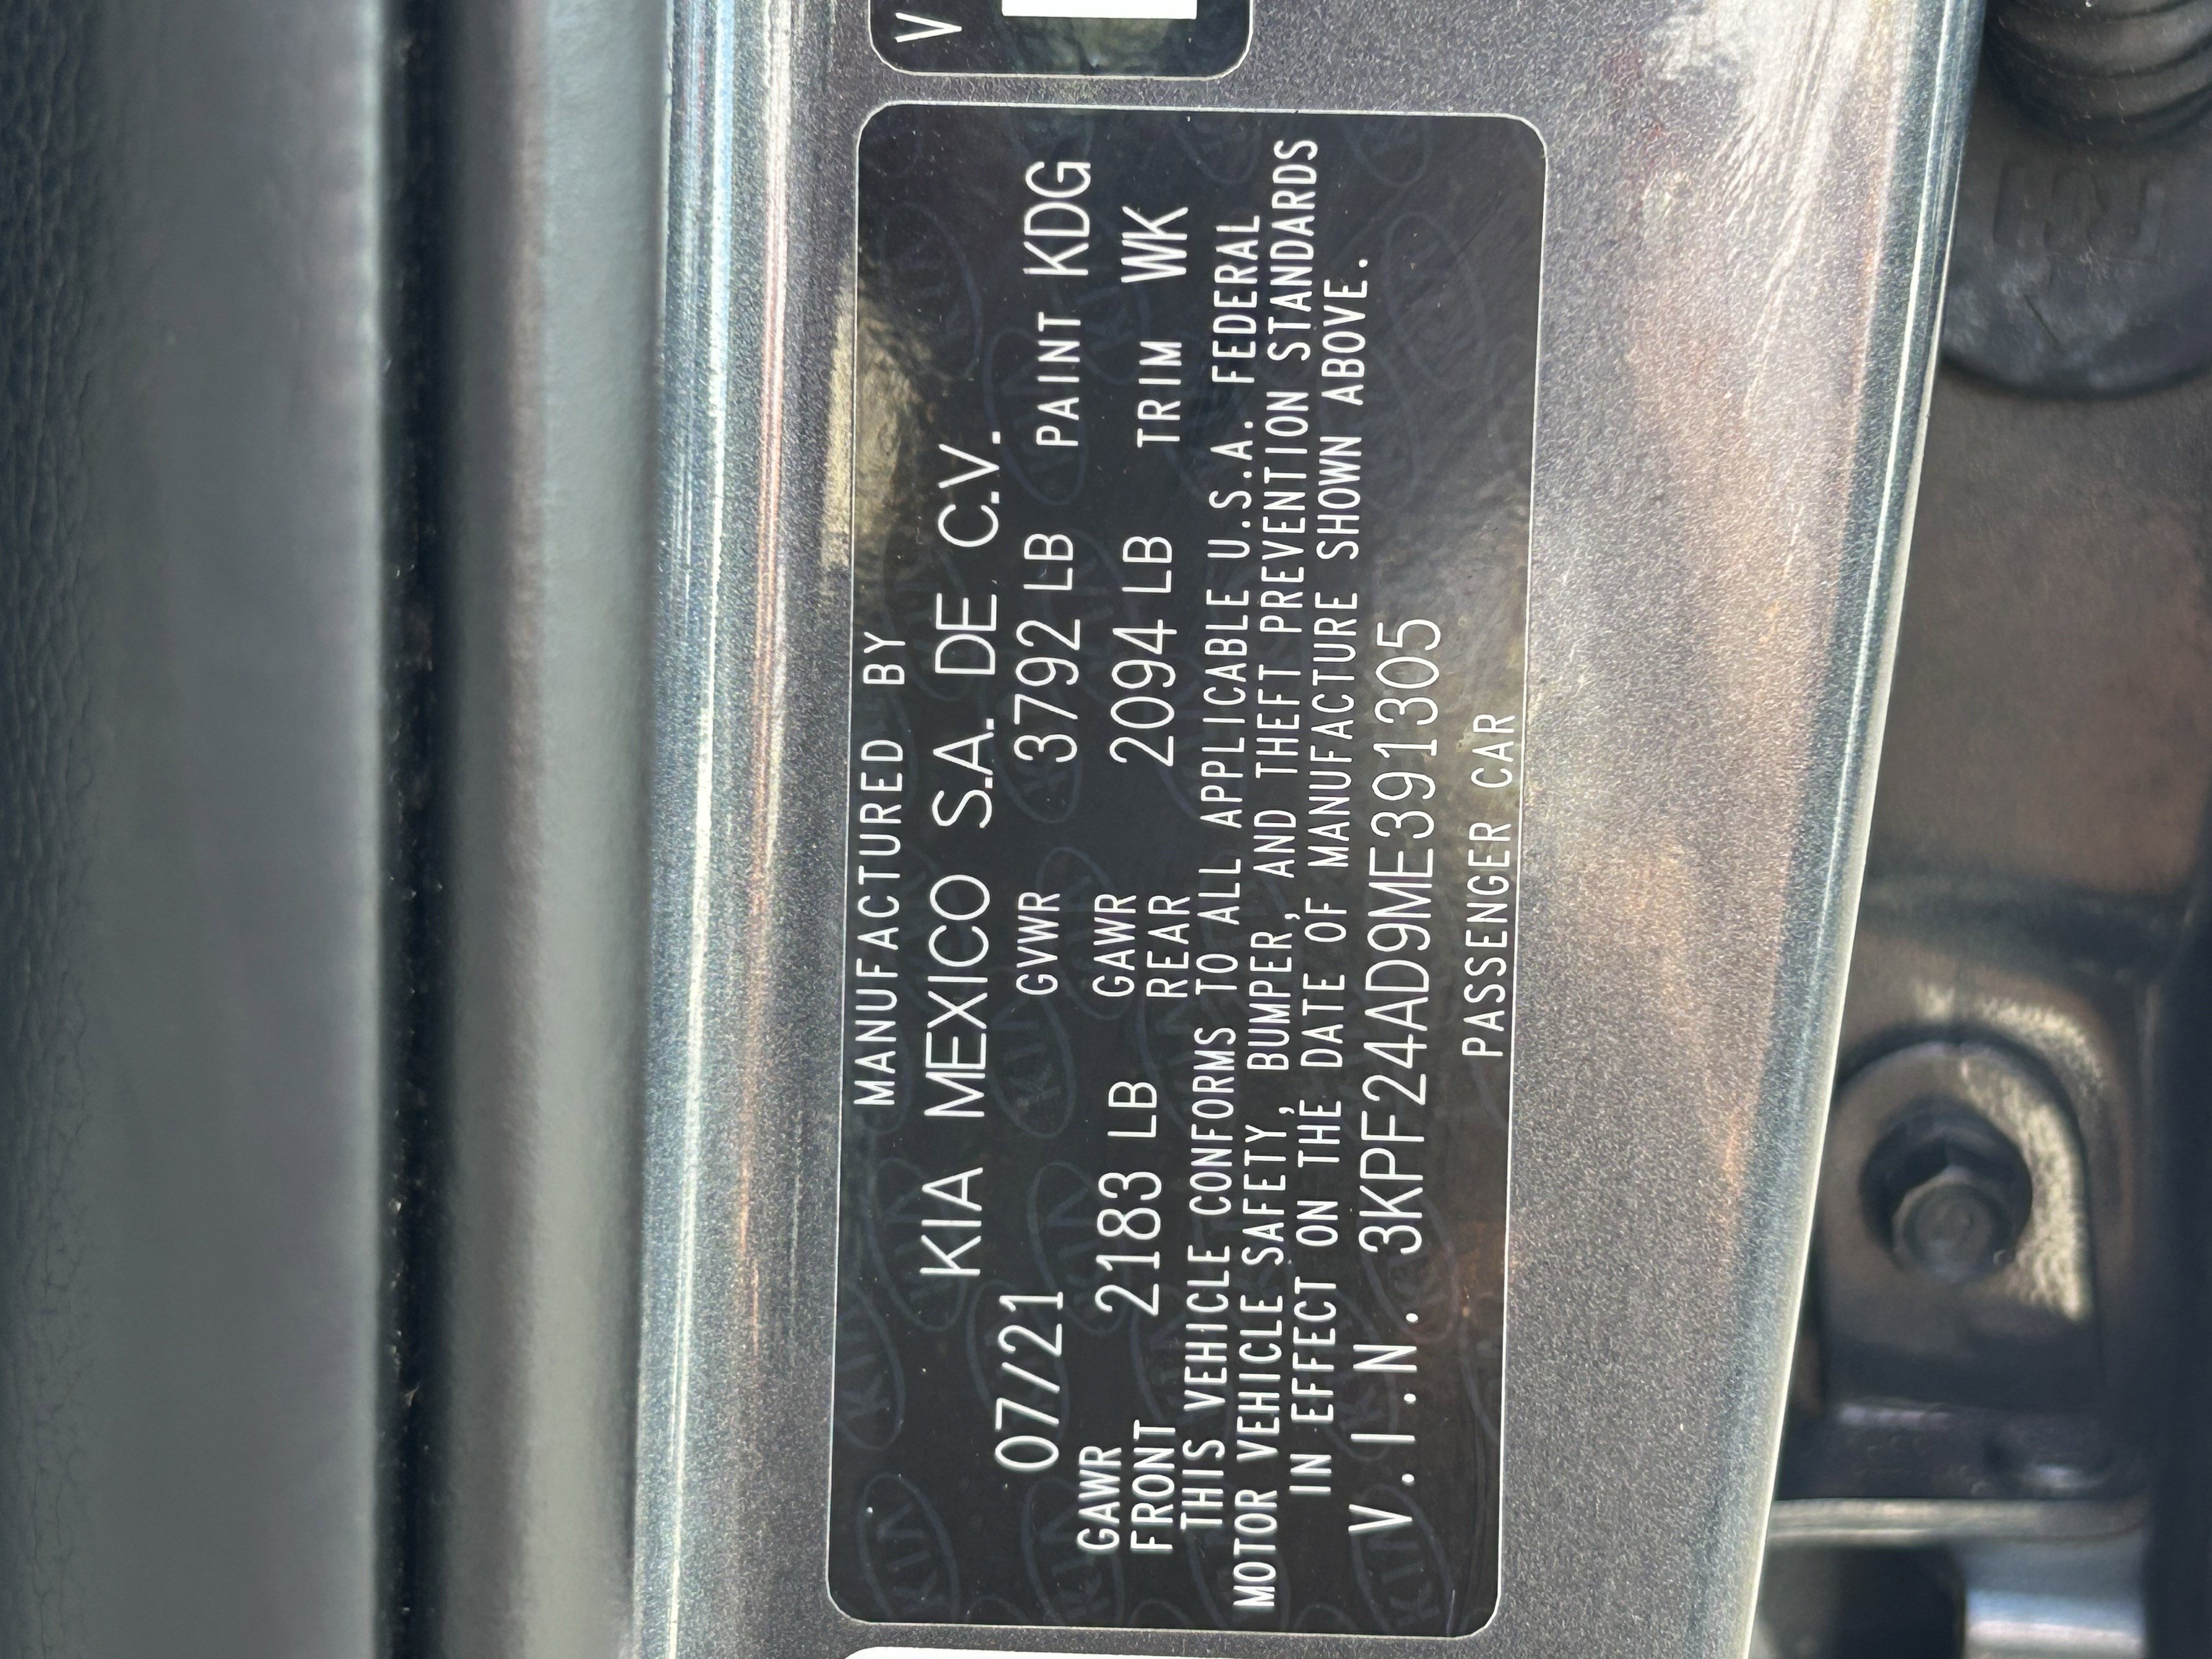 V
MANUFACTURED BY
KIA MEXICO S.A. DE C.V.
07/21 GVWR 3792 LB PAINT KDG
GAWR FRONT 2183 LB GAWR REAR 2094 LB TRIM WK
THIS VEHICLE CONFORMS TO ALL APPLICABLE U.S.A. FEDERAL
MOTOR VEHICLE SAFETY, BUMPER, AND THEFT PREVENTION STANDARDS
IN EFFECT ON THE DATE OF MANUFACTURE SHOWN ABOVE.
V.I.N. 3KPF24AD9ME391305
PASSENGER CAR